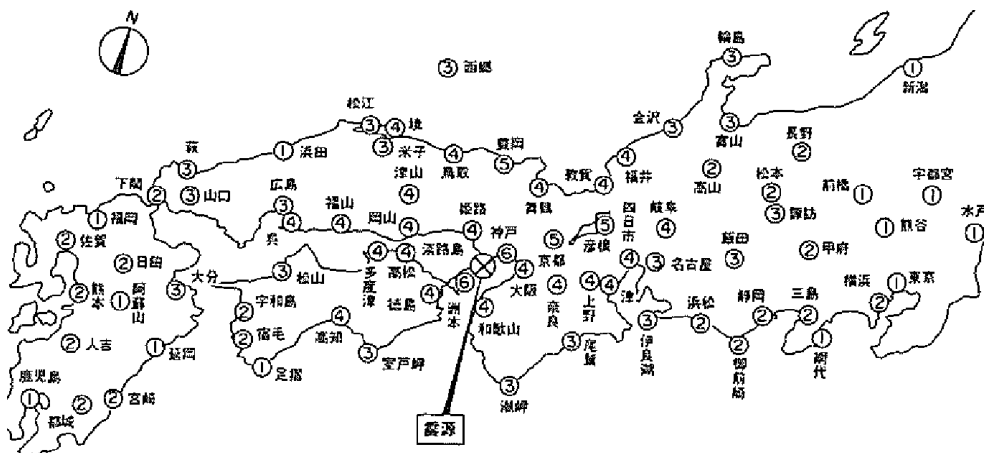 N
輪島
③
西郷
③
①
新潟
松江
③
④
境
③
米子
金沢
③
③
富山
長野
②
萩
③
①
浜田
④
鳥取
豊岡
⑤
敦賀
④
④
福井
②
高山
松本
②
③
諏訪
前橋
①
宇都宮
①
下関
②
③
山口
広島
③
④
呉
福山
④
津山
④
岡山
④
姫路
④
舞鶴
④
神戸
⑥
四日市
⑤
彦根
岐阜
④
①
熊谷
水戸
①
①
福岡
②
佐賀
②
日田
大分
③
③
松山
④
多度津
④
高松
淡路島
⑥
洲本
⑤
京都
④
大阪
④
③
名古屋
飯田
③
②
甲府
横浜
②
①
東京
②
熊本
①
阿蘇山
②
宇和島
②
宿毛
④
高知
④
徳島
④
和歌山
④
奈良
④
上野
④
津
③
伊良湖
浜松
②
静岡
②
三島
②
②
人吉
①
延岡
①
足摺
③
室戸岬
③
尾鷲
②
御前崎
①
網代
鹿児島
①
②
都城
②
宮崎
③
潮岬
震源